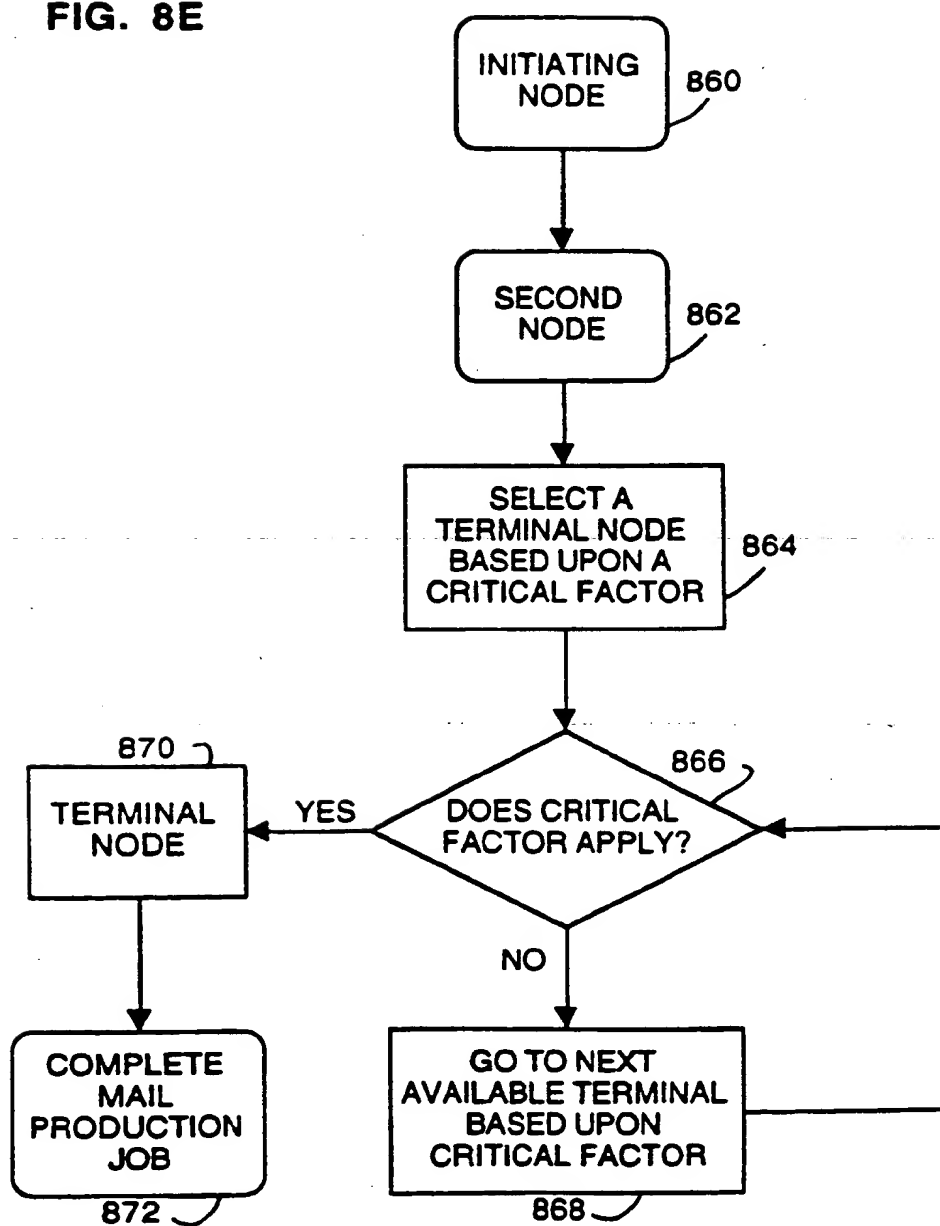 FIG. 8E
INITIATING
NODE
860
SECOND
NODE
862
SELECT A
TERMINAL NODE
BASED UPON A
CRITICAL FACTOR
864
866
DOES CRITICAL
FACTOR APPLY?
YES
870
TERMINAL
NODE
NO
COMPLETE
MAIL
PRODUCTION
JOB
872
GO TO NEXT
AVAILABLE TERMINAL
BASED UPON
CRITICAL FACTOR
868